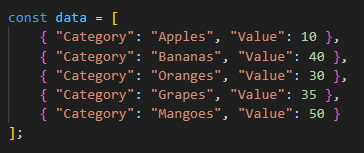 const data = [
    { "Category": "Apples", "Value": 10 },
    { "Category": "Bananas", "Value": 40 },
    { "Category": "Oranges", "Value": 30 },
    { "Category": "Grapes", "Value": 35 },
    { "Category": "Mangoes", "Value": 50 }
];